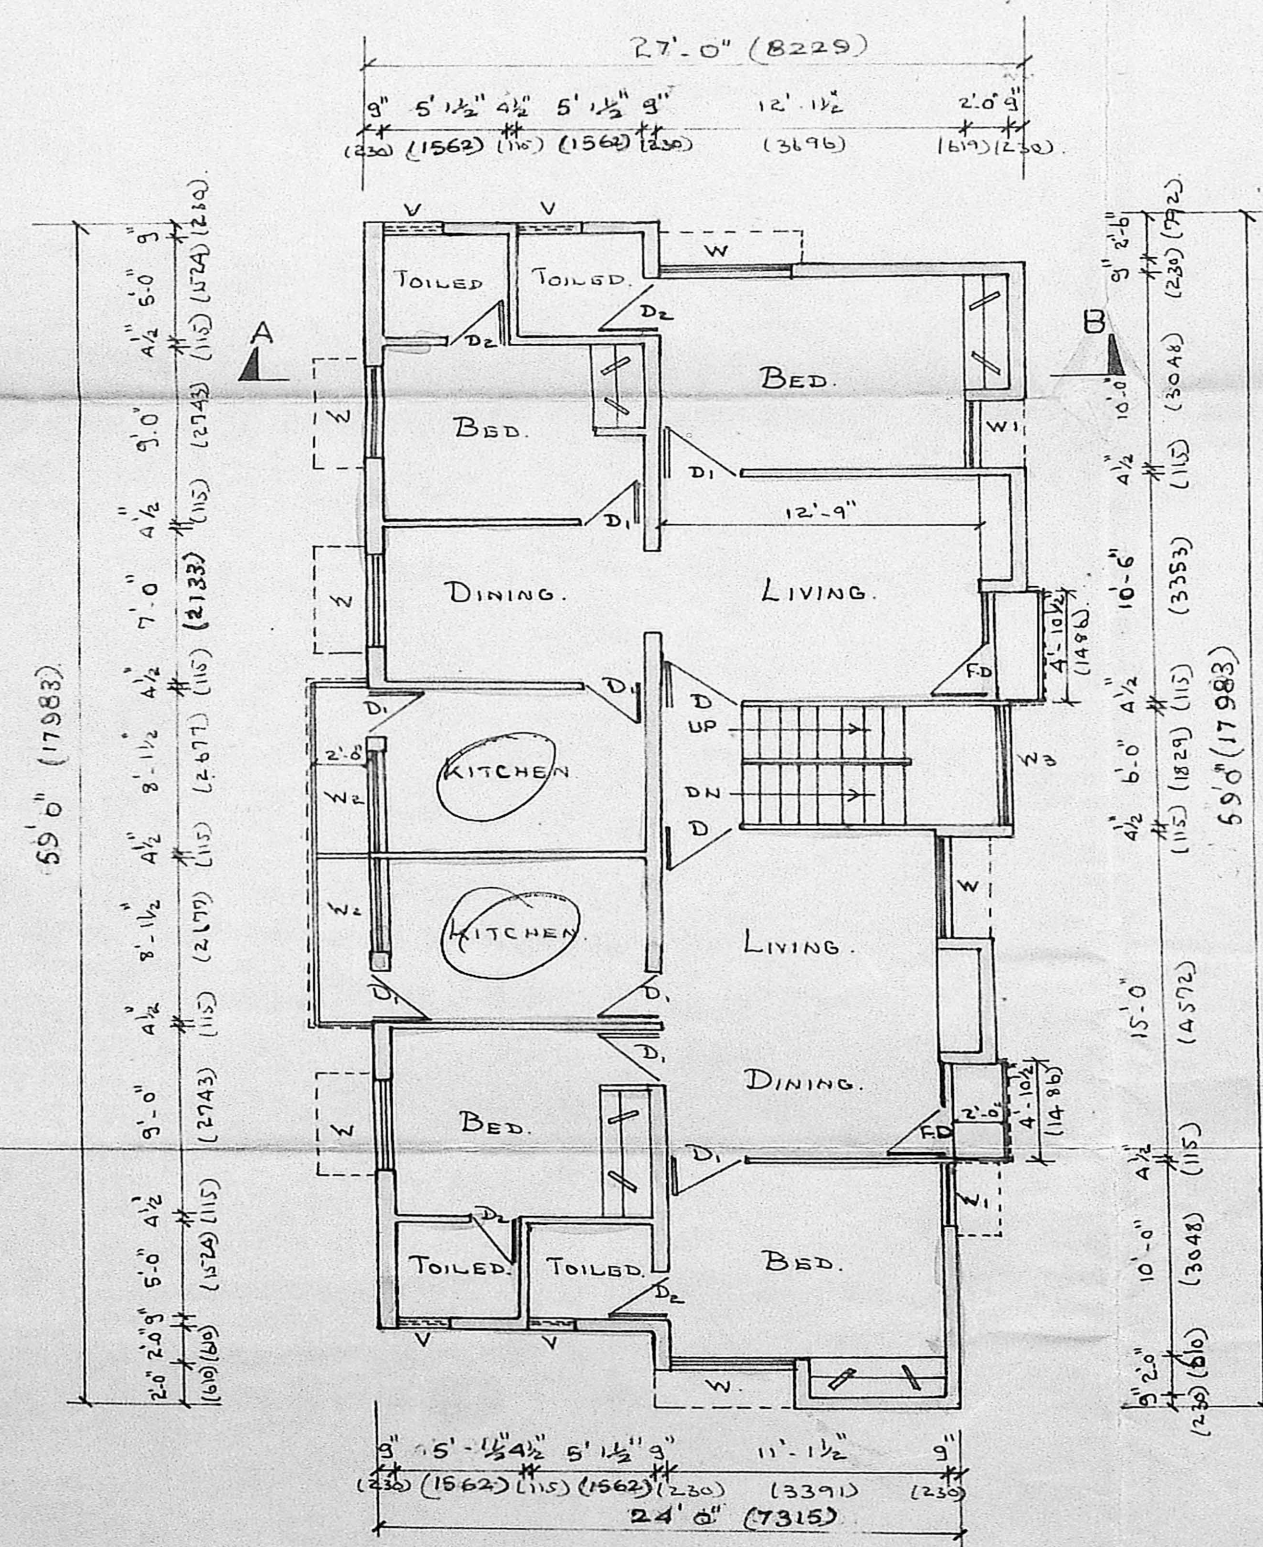 27'-0" (8229)
9" 5' 1½" 4½" 5' 1½" 9" 12'-1½" 2'-0" 9"
(230) (1562) (115) (1562) (230) (3696) (619) (230).
V V
W
TOILED TOILED.
D2
D2
A B
BED.
W
BED.
W1
D1
D1
12'-9"
DINING. LIVING.
W
4'-10½"
(1486)
F.D
D1 D
D1
UP
2'-0"
KITCHEN
W2
W3
DN
D
KITCHEN.
W2
W
LIVING.
D1 D1
D1
DINING.
BED.
W
2'-0"
4'-10½"
(1486)
F.D
D1
W1
D2
TOILED. TOILED.
BED.
D2
V V
W.
9" 5'-1½" 4½" 5' 1½" 9" 11'-1½" 9"
(230) (1562) (115) (1562) (230) (3391) (230)
24'0" (7315)
59'0" (17983).
2'-0" 2'-0" 9" 5'-0" 4½" 9'-0" 4½" 8'-1½" 4½" 8'-1½" 4½" 7'-0" 4½" 9'.0" 4½" 5'-0" 9"
(610) (610) (1524) (115) (2743) (115) (2677) (115) (2677) (115) (2133) (115) (2743) (115) (1524) (230).
9" 2'0" 10'-0" 4½" 15'-0" 4½" 6'-0" 4½" 10'-6" 4½" 10'-0" 9" 2'-6"
(230) (610) (3048) (115) (4572) (115) (1829) (115) (3353) (115) (3048) (230) (792).
59'0" (17983)